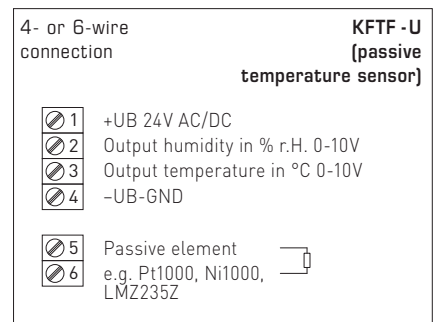 4- or 6-wire KFTF -U
connection (passive
temperature sensor)
1 +UB 24V AC/DC
2 Output humidity in % r.H. 0-10V
3 Output temperature in °C 0-10V
4 –UB-GND
5 Passive element
6 e.g. Pt1000, Ni1000,
LMZ235Z